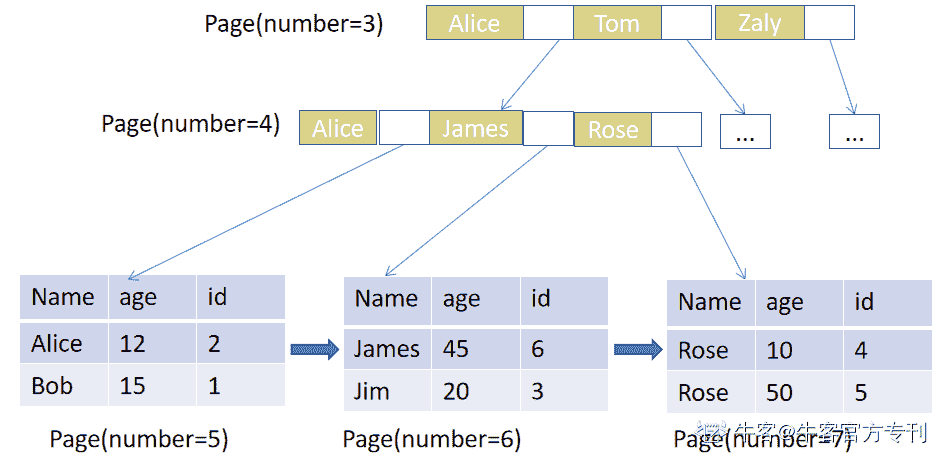 Page(number=3) Alice Tom Zaly
Page(number=4) Alice James Rose ... ...
Name age id
Alice 12 2
Bob 15 1
Page(number=5)
Name age id
James 45 6
Jim 20 3
Page(number=6)
Name age id
Rose 10 4
Rose 50 5
Page(number=7)
牛客@牛客官方专刊